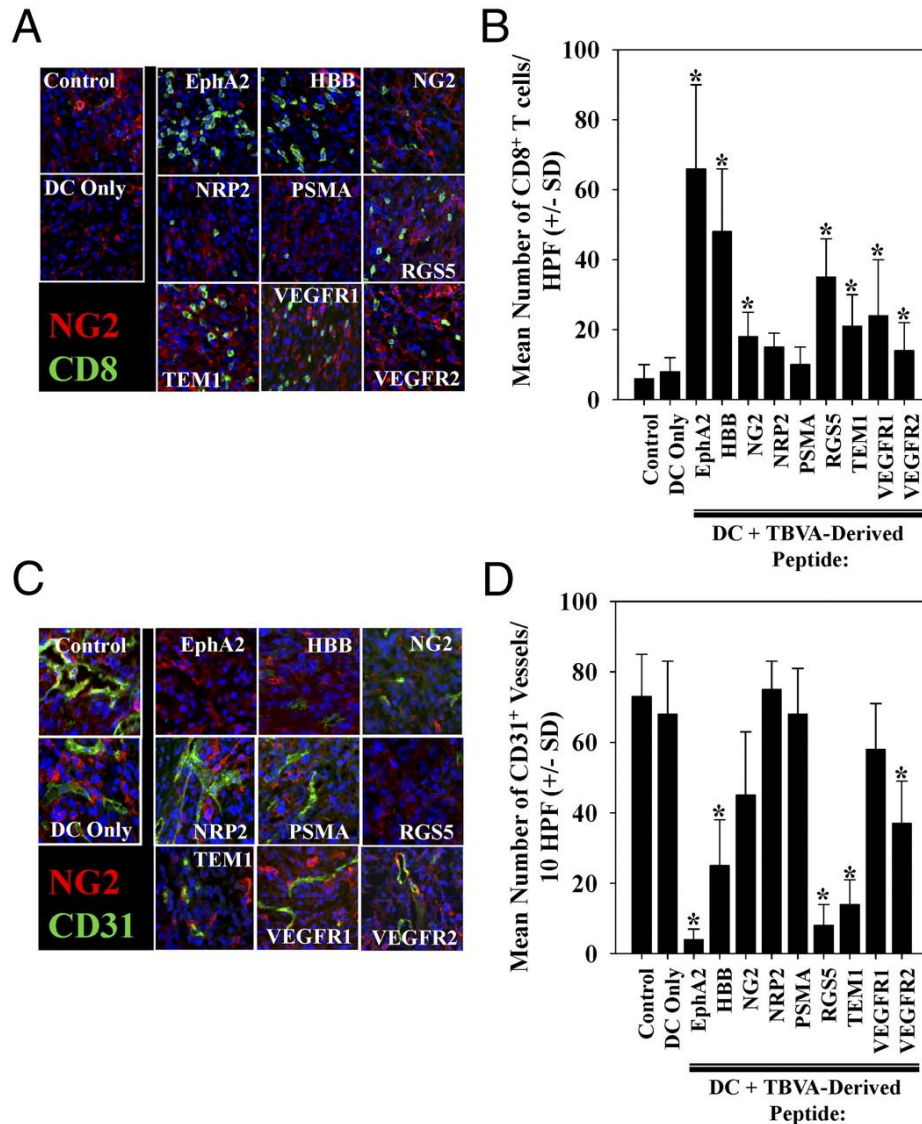 A
Control
EphA2
HBB
NG2
DC Only
NRP2
PSMA
RGS5
NG2
CD8
TEM1
VEGFR1
VEGFR2
B
Mean Number of CD8+ T cells/
HPF (+/- SD)
100
80
60
40
20
0
* * * * * * *
Control
DC Only
EphA2
HBB
NG2
NRP2
PSMA
RGS5
TEM1
VEGFR1
VEGFR2
DC + TBVA-Derived
Peptide:
C
Control
EphA2
HBB
NG2
DC Only
NRP2
PSMA
RGS5
NG2
CD31
TEM1
VEGFR1
VEGFR2
D
Mean Number of CD31+ Vessels/
10 HPF (+/- SD)
100
80
60
40
20
0
* * * * *
Control
DC Only
EphA2
HBB
NG2
NRP2
PSMA
RGS5
TEM1
VEGFR1
VEGFR2
DC + TBVA-Derived
Peptide: